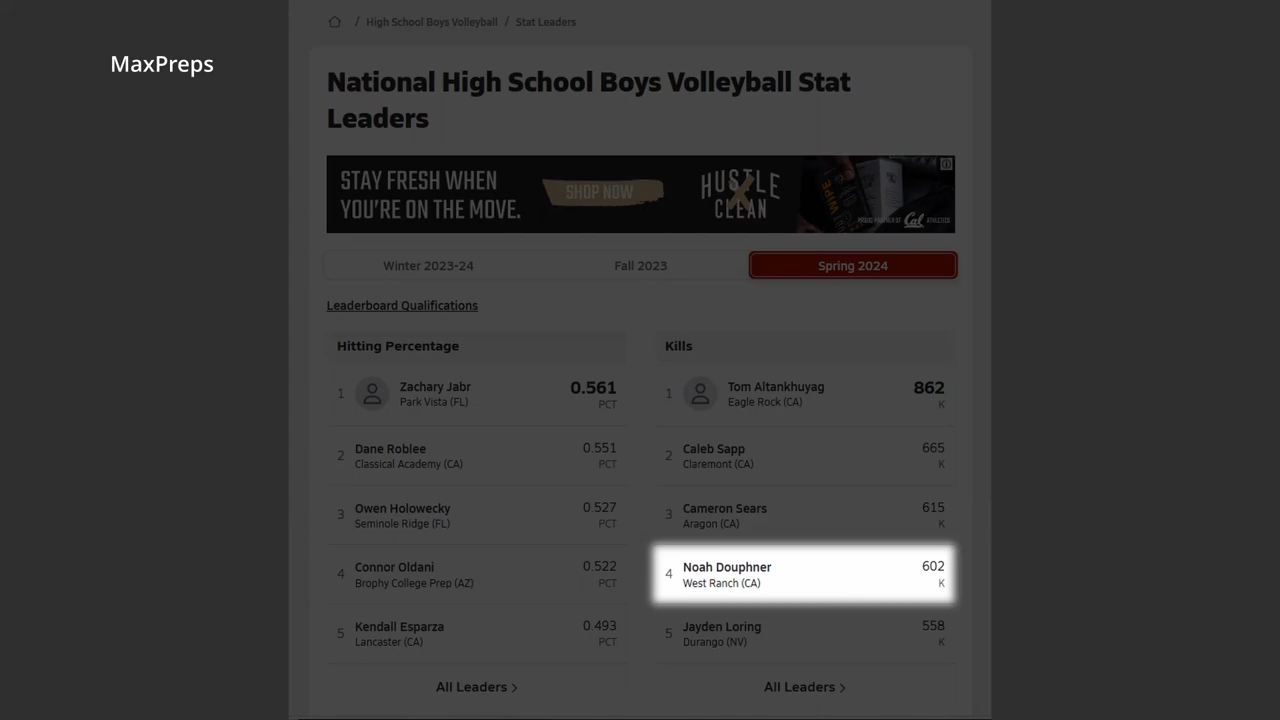 / High School Boys Volleyball / Stat Leaders
MaxPreps
National High School Boys Volleyball Stat
Leaders
STAY FRESH WHEN
YOU'RE ON THE MOVE.
SHOP NOW
HUSTLE
CLEAN
WIPE
PROUD PARTNER OF Cal ATHLETICS
Winter 2023-24 Fall 2023 Spring 2024
Leaderboard Qualifications
Hitting Percentage
1 Zachary Jabr 0.561
Park Vista (FL) PCT
2 Dane Roblee 0.551
Classical Academy (CA) PCT
3 Owen Holowecky 0.527
Seminole Ridge (FL) PCT
4 Connor Oldani 0.522
Brophy College Prep (AZ) PCT
5 Kendall Esparza 0.493
Lancaster (CA) PCT
All Leaders >
Kills
1 Tom Altankhuyag 862
Eagle Rock (CA) K
2 Caleb Sapp 665
Claremont (CA) K
3 Cameron Sears 615
Aragon (CA) K
4 Noah Douphner 602
West Ranch (CA) K
5 Jayden Loring 558
Durango (NV) K
All Leaders >